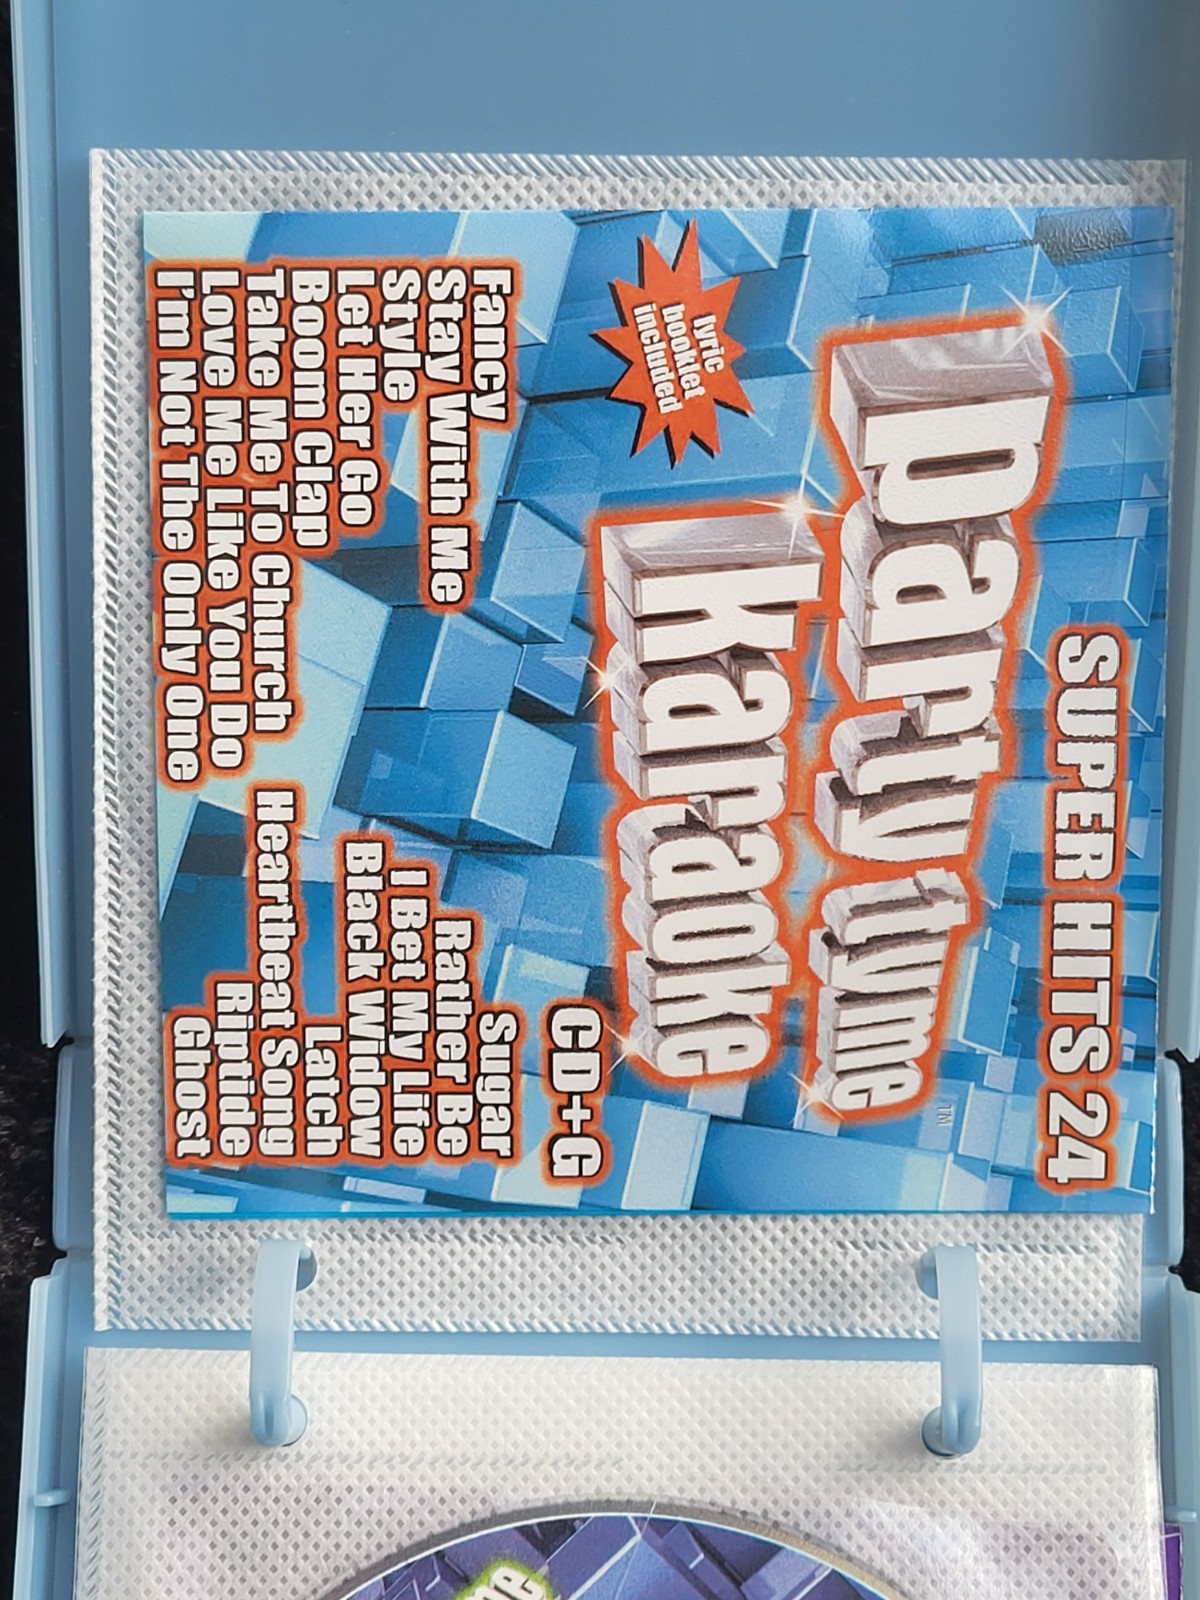 SUPER HITS 24
party tyme
karaoke
TM
lyric
booklet
included
CD+G
Fancy
Stay With Me
Style
Let Her Go
Boom Clap
Take Me To Church
Love Me Like You Do
I'm Not The Only One
Sugar
Rather Be
I Bet My Life
Black Widow
Latch
Heartbeat Song
Riptide
Ghost